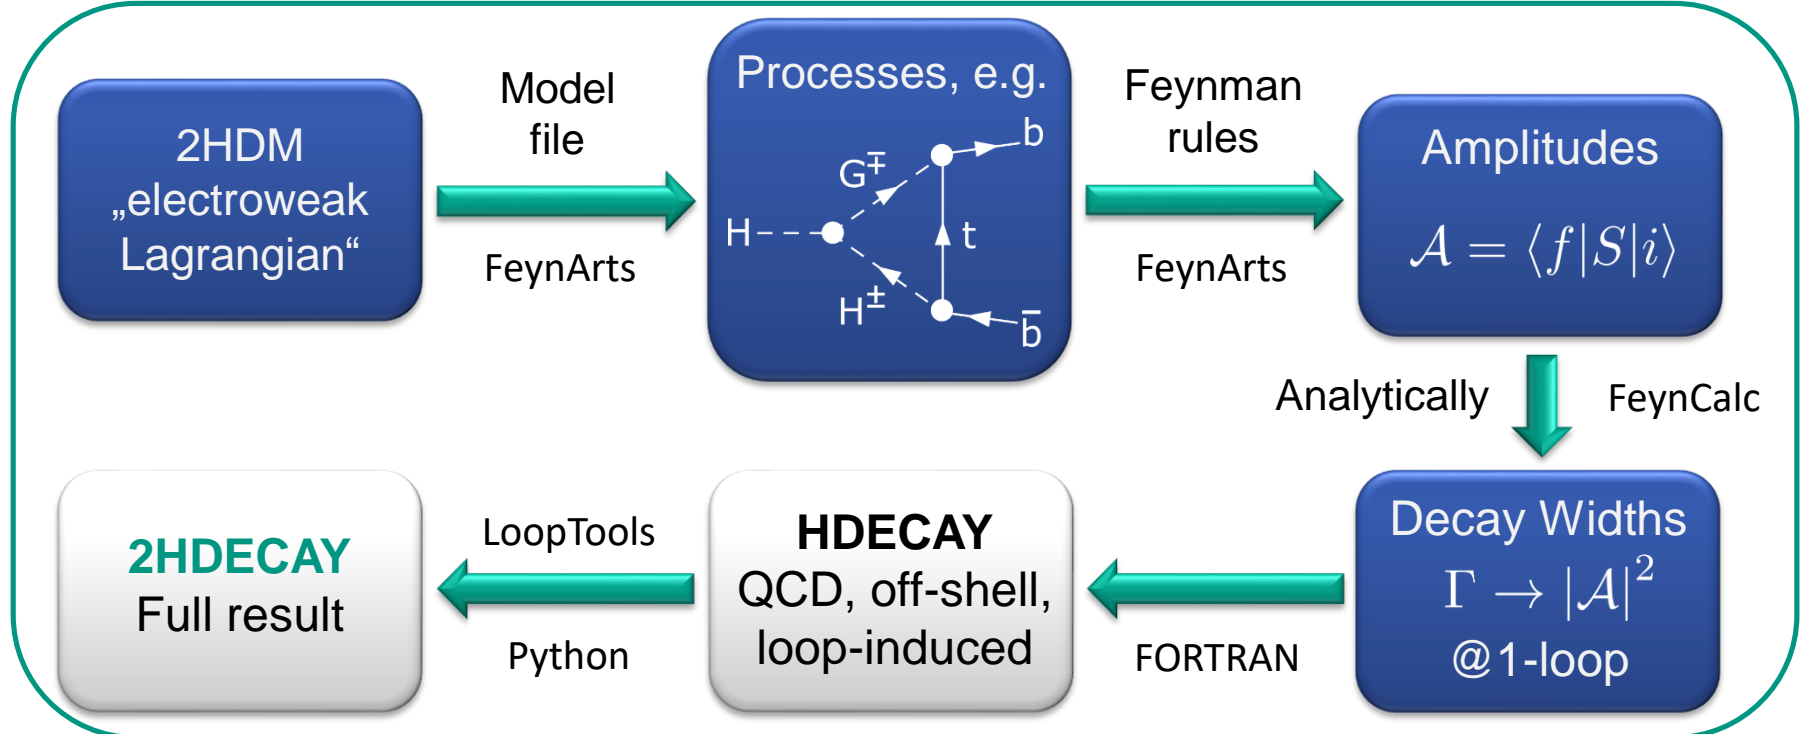 2HDM
„electroweak
Lagrangian“
Model
file
FeynArts
Processes, e.g.
b
G∓
H
t
H±
b̄
Feynman
rules
FeynArts
Amplitudes
𝒜 = ⟨f|S|i⟩
Analytically
FeynCalc
Decay Widths
Γ → |𝒜|²
@1-loop
FORTRAN
HDECAY
QCD, off-shell,
loop-induced
LoopTools
Python
2HDECAY
Full result